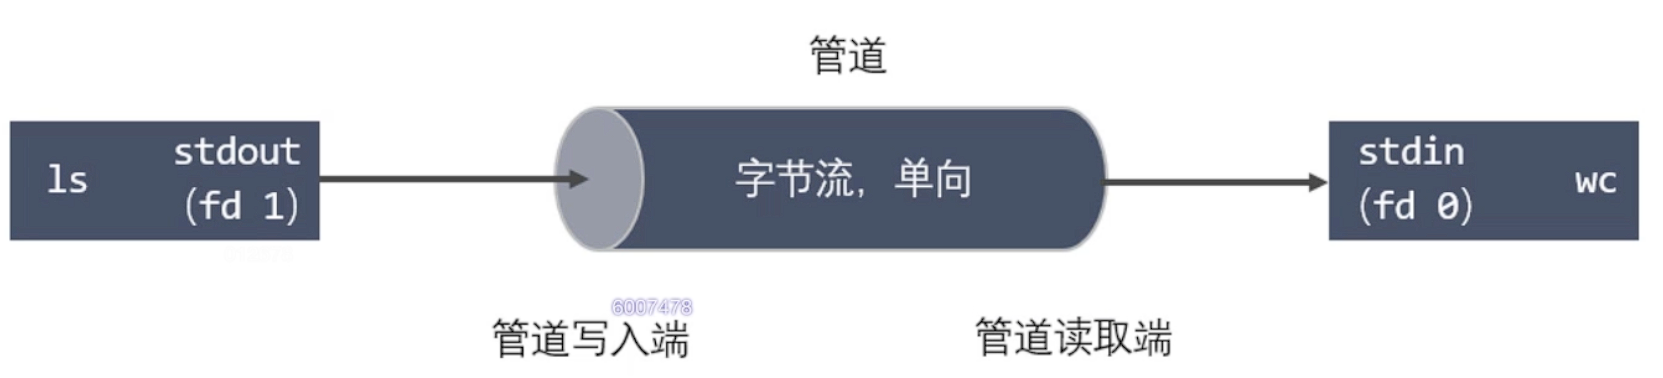 管道
ls
stdout
(fd 1)
字节流，单向
stdin
(fd 0)
wc
6007478
管道写入端
管道读取端